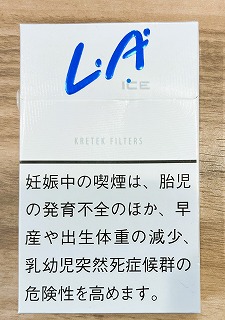 L.A
ICE
KRETEK FILTERS
妊娠中の喫煙は、胎児
の発育不全のほか、早
産や出生体重の減少、
乳幼児突然死症候群の
危険性を高めます。